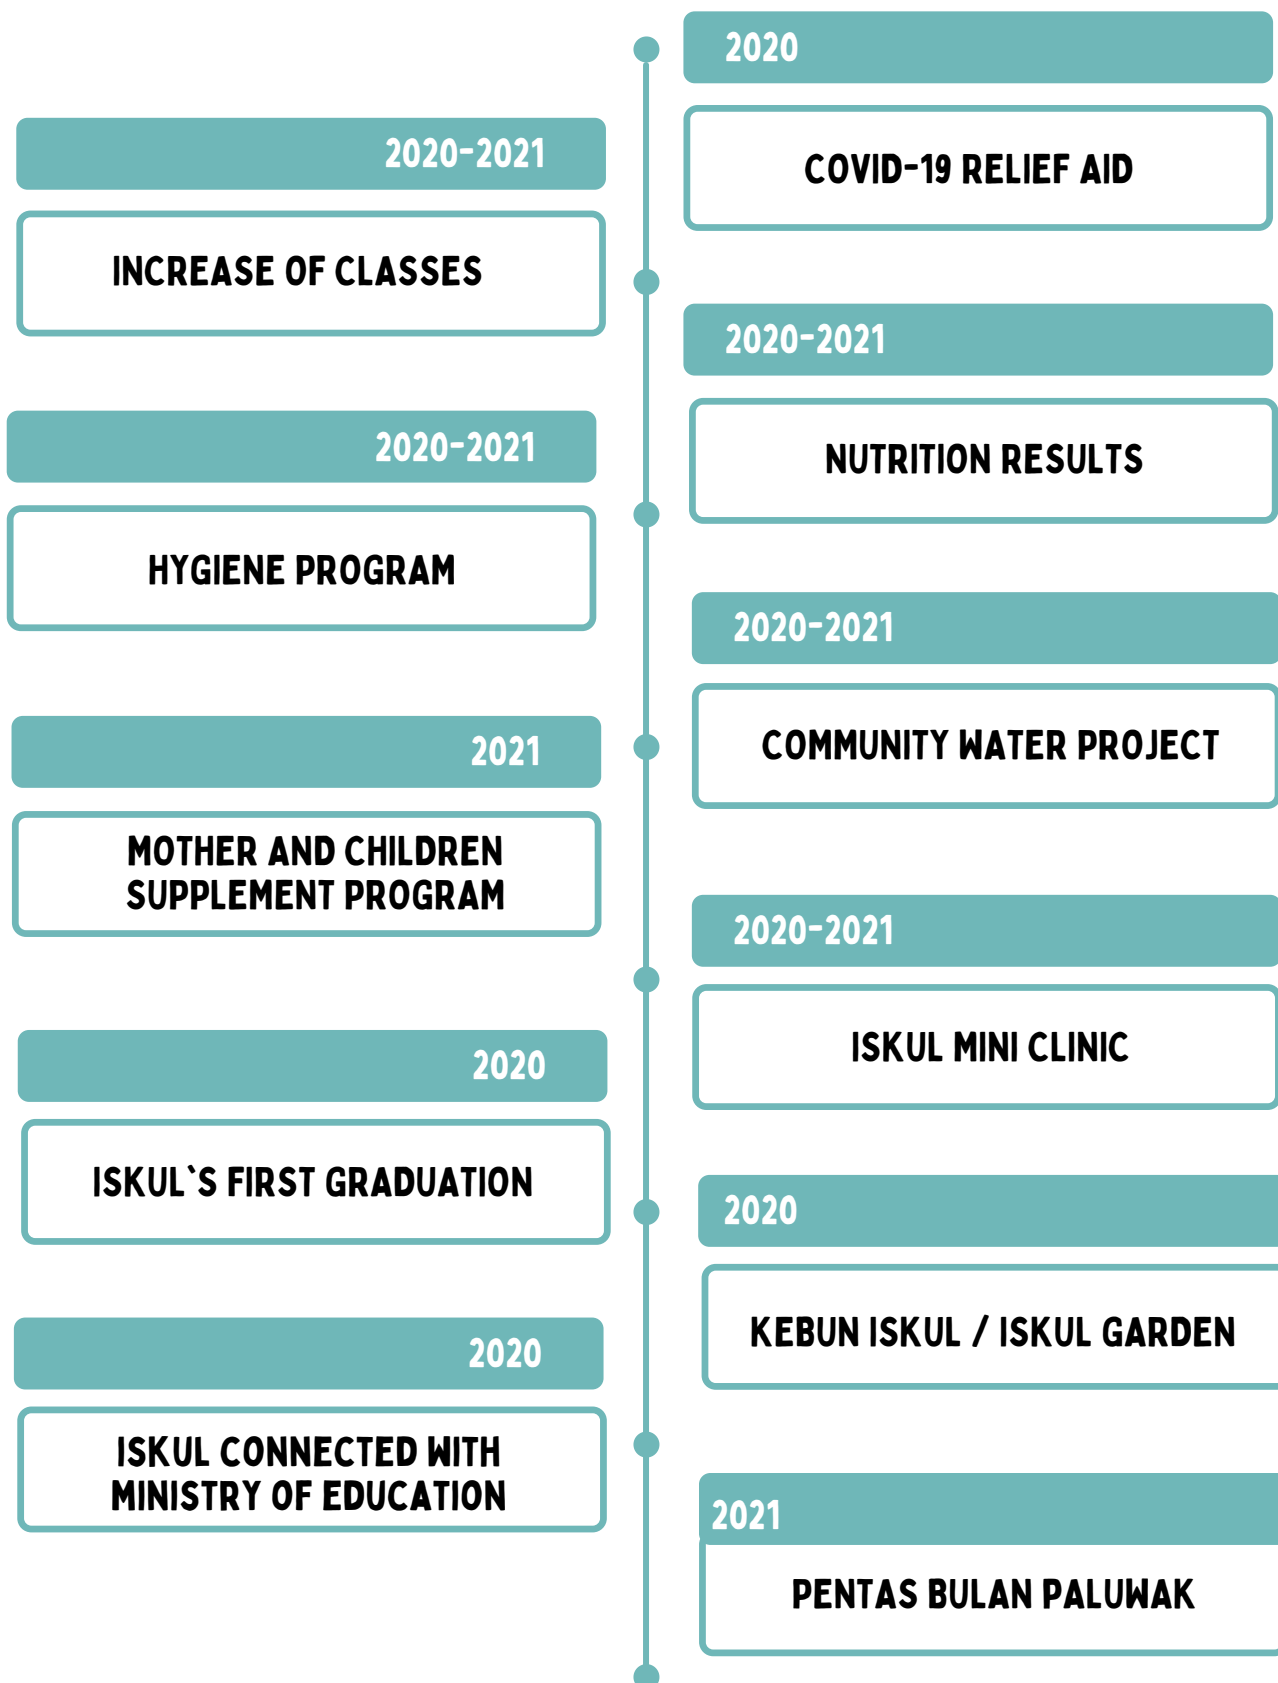 2020
COVID-19 RELIEF AID
2020-2021
INCREASE OF CLASSES
2020-2021
NUTRITION RESULTS
2020-2021
HYGIENE PROGRAM
2020-2021
COMMUNITY WATER PROJECT
2021
MOTHER AND CHILDREN
SUPPLEMENT PROGRAM
2020-2021
ISKUL MINI CLINIC
2020
ISKUL`S FIRST GRADUATION
2020
KEBUN ISKUL / ISKUL GARDEN
2020
ISKUL CONNECTED WITH
MINISTRY OF EDUCATION
2021
PENTAS BULAN PALUWAK